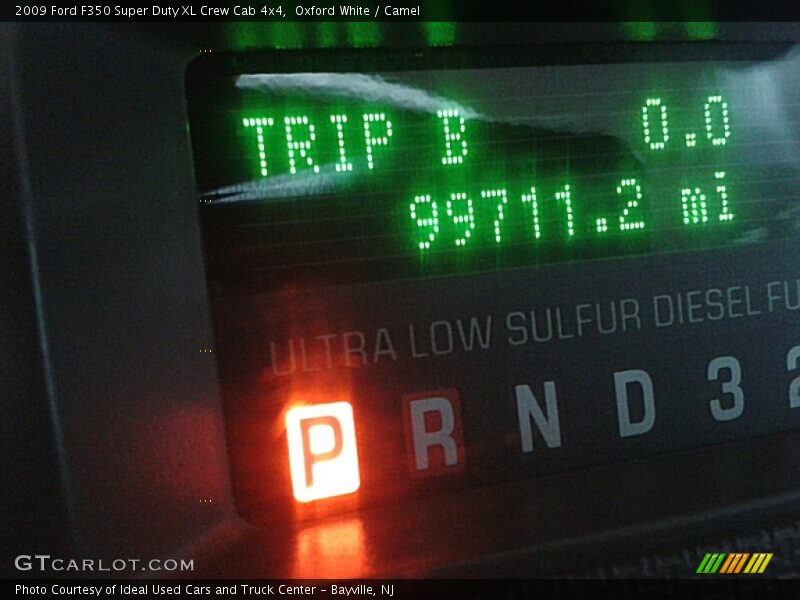 2009 Ford F350 Super Duty XL Crew Cab 4x4, Oxford White / Camel
TRIP B 0.0
99711.2 mi
ULTRA LOW SULFUR DIESEL FU
P R N D 3 2
GTCARLOT.COM
Photo Courtesy of Ideal Used Cars and Truck Center – Bayville, NJ